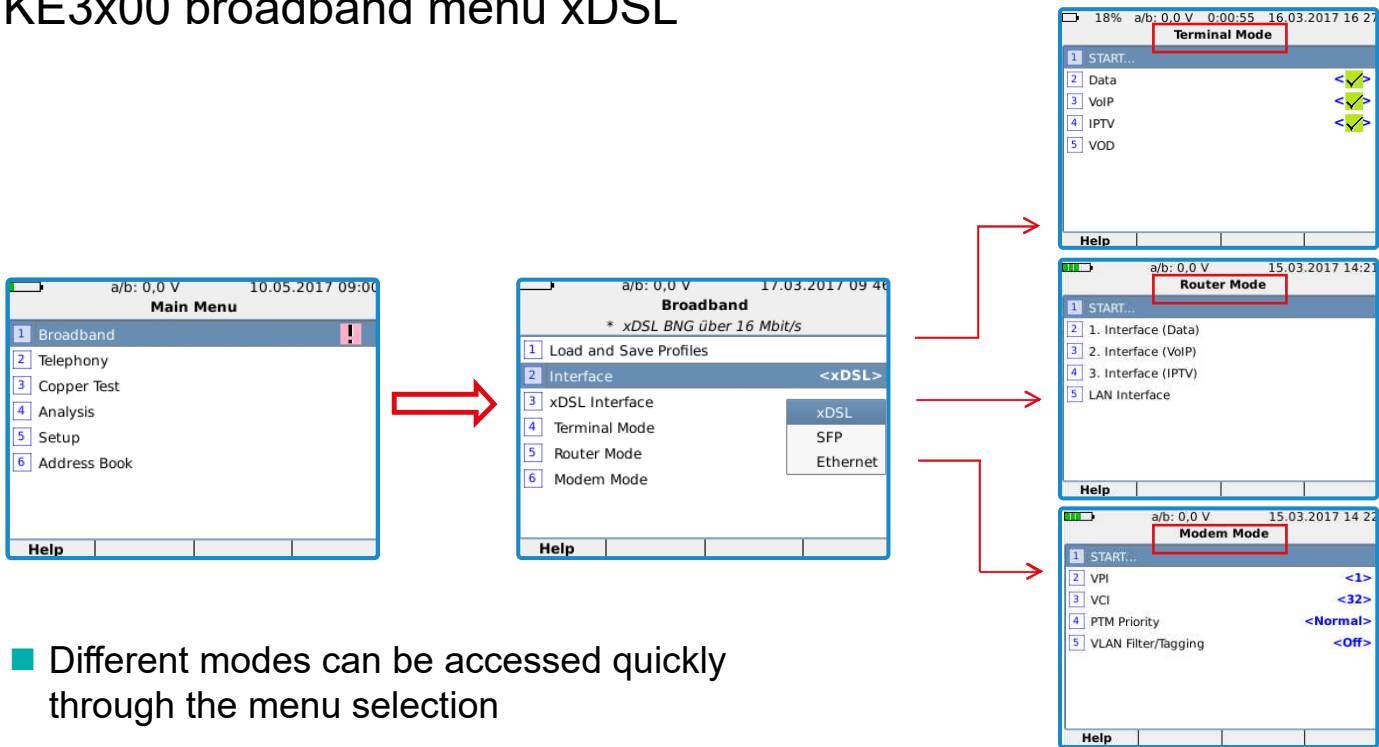 KE3x00 broadband menu xDSL
a/b: 0,0 V 10.05.2017 09:00
Main Menu
1 Broadband !
2 Telephony
3 Copper Test
4 Analysis
5 Setup
6 Address Book
Help
a/b: 0,0 V 17.03.2017 09 46
Broadband
* xDSL BNG über 16 Mbit/s
1 Load and Save Profiles
2 Interface <xDSL>
3 xDSL Interface
4 Terminal Mode
5 Router Mode
6 Modem Mode
xDSL
SFP
Ethernet
Help
18% a/b: 0,0 V 0:00:55 16.03.2017 16 27
Terminal Mode
1 START...
2 Data <✓>
3 VoIP <✓>
4 IPTV <✓>
5 VOD
Help
a/b: 0,0 V 15.03.2017 14:21
Router Mode
1 START...
2 1. Interface (Data)
3 2. Interface (VoIP)
4 3. Interface (IPTV)
5 LAN Interface
Help
a/b: 0,0 V 15.03.2017 14 22
Modem Mode
1 START...
2 VPI <1>
3 VCI <32>
4 PTM Priority <Normal>
5 VLAN Filter/Tagging <Off>
Help
Different modes can be accessed quickly
through the menu selection